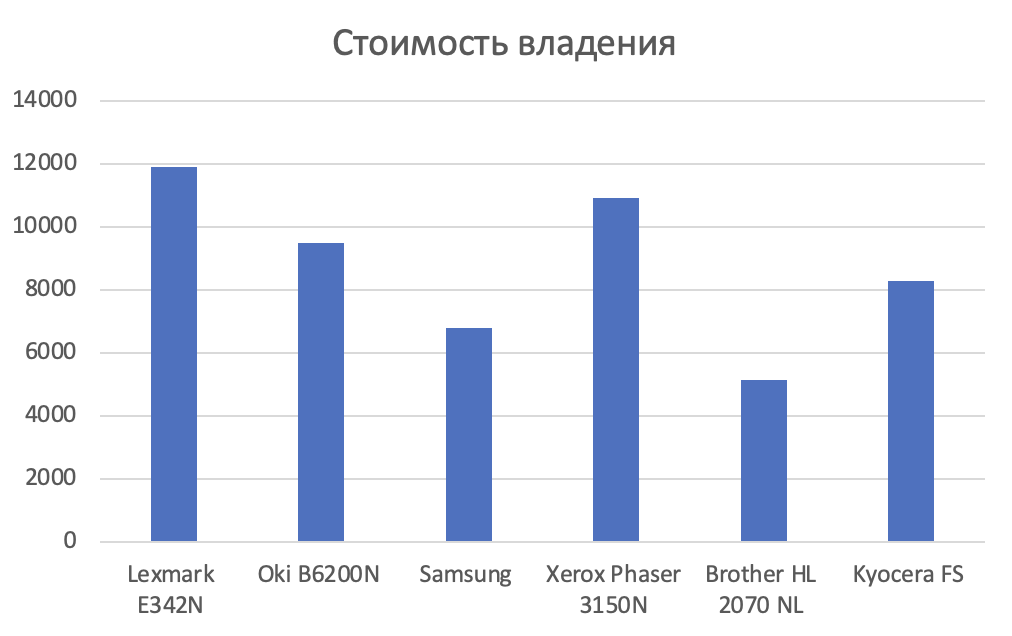 Стоимость владения
14000
12000
10000
8000
6000
4000
2000
0
Lexmark E342N
Oki B6200N
Samsung
Xerox Phaser 3150N
Brother HL 2070 NL
Kyocera FS